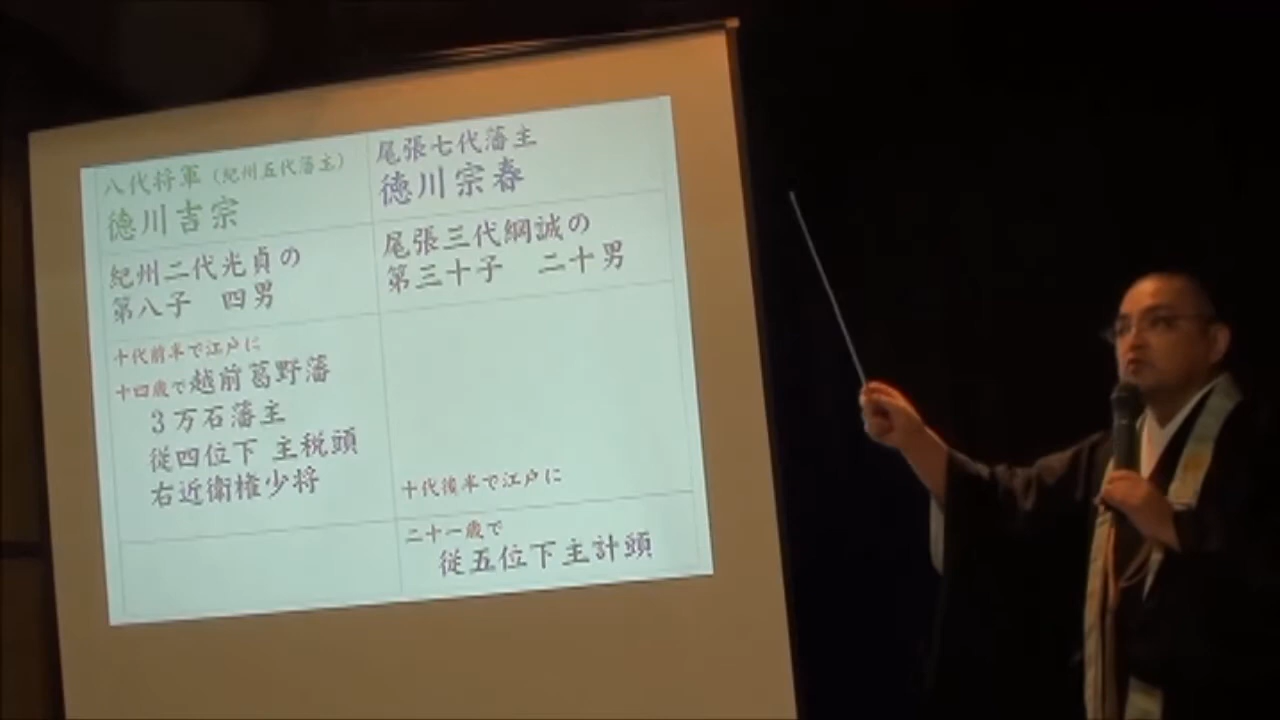 八代将軍（紀州五代藩主）
徳川吉宗
尾張七代藩主
徳川宗春
紀州二代光貞の
第八子　四男
尾張三代綱誠の
第三十子　二十男
十代前半で江戸に
十四歳で越前葛野藩
３万石藩主
従四位下 主税頭
右近衛権少将
十代後半で江戸に
二十一歳で
従五位下主計頭